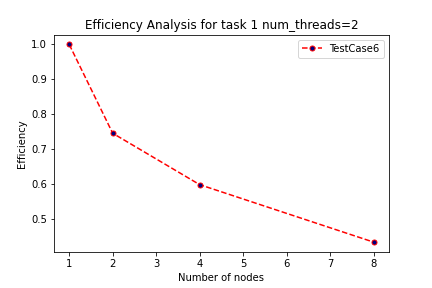 Efficiency Analysis for task 1 num_threads=2
TestCase6
1.0
0.9
0.8
0.7
0.6
0.5
Efficiency
1 2 3 4 5 6 7 8
Number of nodes